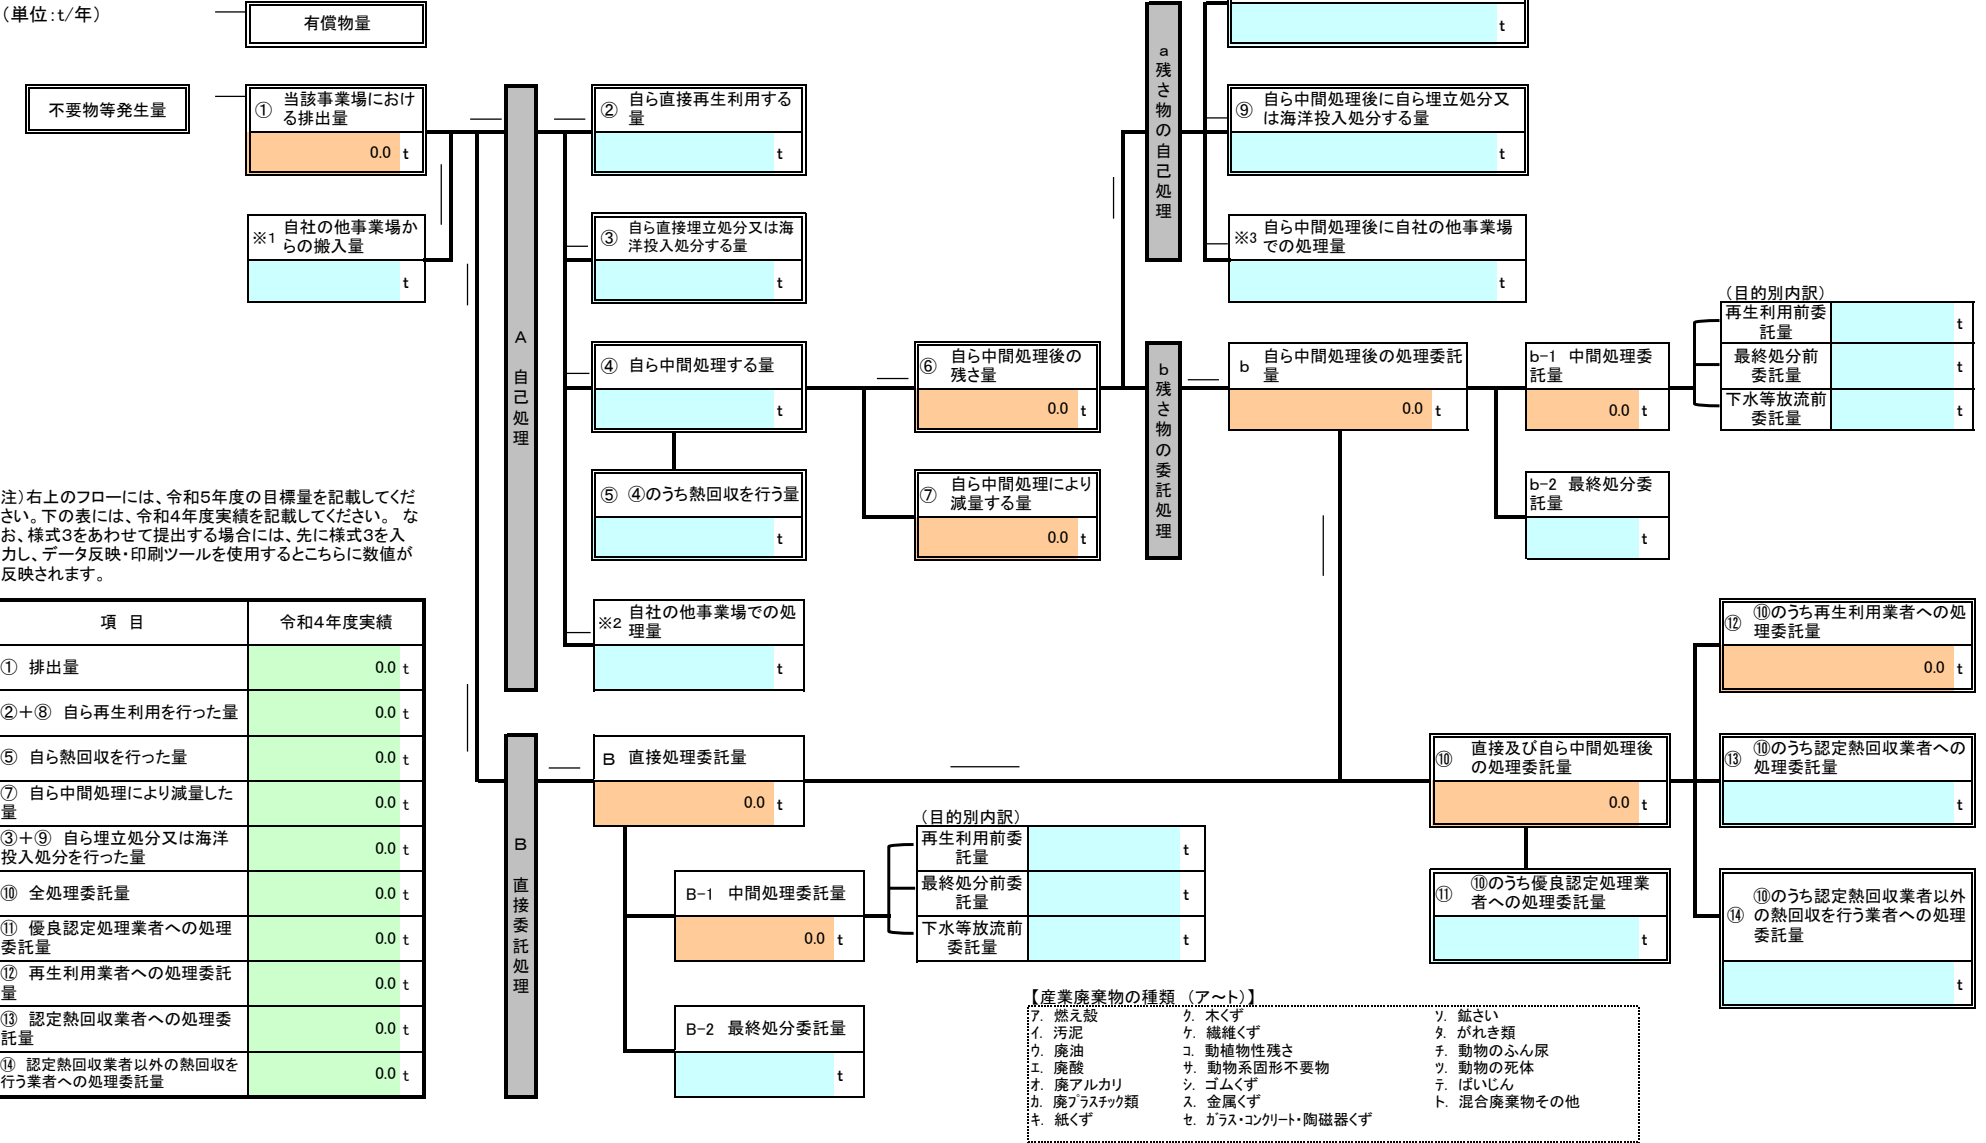 (単位:t/年)
有償物量
不要物等発生量
① 当該事業場におけ
る排出量
0.0 t
※1 自社の他事業場か
らの搬入量
t
A 自己処理
② 自ら直接再生利用する
量
t
③ 自ら直接埋立処分又は海
洋投入処分する量
t
④ 自ら中間処理する量
t
⑤ ④のうち熱回収を行う量
t
※2 自社の他事業場での処
理量
t
⑥ 自ら中間処理後の
残さ量
0.0 t
⑦ 自ら中間処理により
減量する量
0.0 t
a残さ物の自己処理
t
⑨ 自ら中間処理後に自ら埋立処分又
は海洋投入処分する量
t
※3 自ら中間処理後に自社の他事業場
での処理量
t
b残さ物の委託処理
b 自ら中間処理後の処理委託
量
0.0 t
b-1 中間処理委
託量
0.0 t
b-2 最終処分委
託量
t
(目的別内訳)
再生利用前委
託量
t
最終処分前
委託量
t
下水等放流前
委託量
t
注)右上のフローには、令和5年度の目標量を記載してくだ
さい。下の表には、令和4年度実績を記載してください。 な
お、様式3をあわせて提出する場合には、先に様式3を入
力し、データ反映・印刷ツールを使用するとこちらに数値が
反映されます。
項 目 令和4年度実績
① 排出量 0.0 t
②+⑧ 自ら再生利用を行った量 0.0 t
⑤ 自ら熱回収を行った量 0.0 t
⑦ 自ら中間処理により減量した
量 0.0 t
③+⑨ 自ら埋立処分又は海洋
投入処分を行った量 0.0 t
⑩ 全処理委託量 0.0 t
⑪ 優良認定処理業者への処理
委託量 0.0 t
⑫ 再生利用業者への処理委託
量 0.0 t
⑬ 認定熱回収業者への処理委
託量 0.0 t
⑭ 認定熱回収業者以外の熱回収を
行う業者への処理委託量 0.0 t
B 直接委託処理
B 直接処理委託量
0.0 t
B-1 中間処理委託量
0.0 t
B-2 最終処分委託量
t
(目的別内訳)
再生利用前委
託量
t
最終処分前委
託量
t
下水等放流前
委託量
t
⑩ 直接及び自ら中間処理後
の処理委託量
0.0 t
⑪ ⑩のうち優良認定処理業
者への処理委託量
t
⑫ ⑩のうち再生利用業者への処
理委託量
0.0 t
⑬ ⑩のうち認定熱回収業者への
処理委託量
t
⑭ ⑩のうち認定熱回収業者以外
の熱回収を行う業者への処理
委託量
t
【産業廃棄物の種類 (ア～ト)】
ア. 燃え殻
イ. 汚泥
ウ. 廃油
エ. 廃酸
オ. 廃アルカリ
カ. 廃プラスチック類
キ. 紙くず
ク. 木くず
ケ. 繊維くず
コ. 動植物性残さ
サ. 動物系固形不要物
シ. ゴムくず
ス. 金属くず
セ. ガラス・コンクリート・陶磁器くず
ソ. 鉱さい
タ. がれき類
チ. 動物のふん尿
ツ. 動物の死体
テ. ばいじん
ト. 混合廃棄物その他